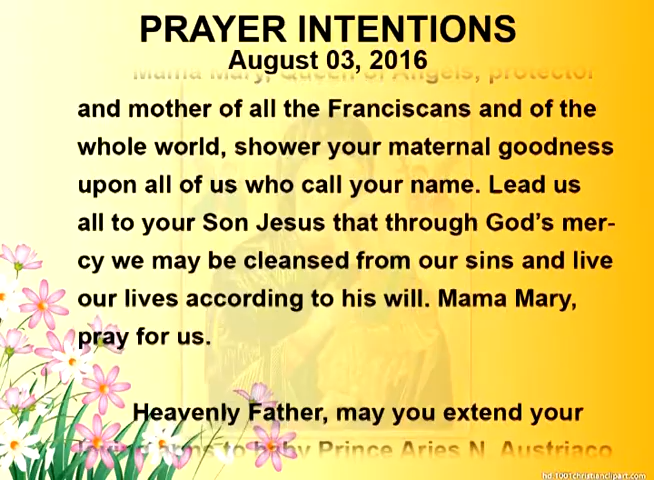 PRAYER INTENTIONS
August 03, 2016
Mama Mary, Queen of Angels, protector
and mother of all the Franciscans and of the
whole world, shower your maternal goodness
upon all of us who call your name. Lead us
all to your Son Jesus that through God’s mer-
cy we may be cleansed from our sins and live
our lives according to his will. Mama Mary,
pray for us.
Heavenly Father, may you extend your
loving arms to baby Prince Aries N. Austriaco
hd.1001christianclipart.com